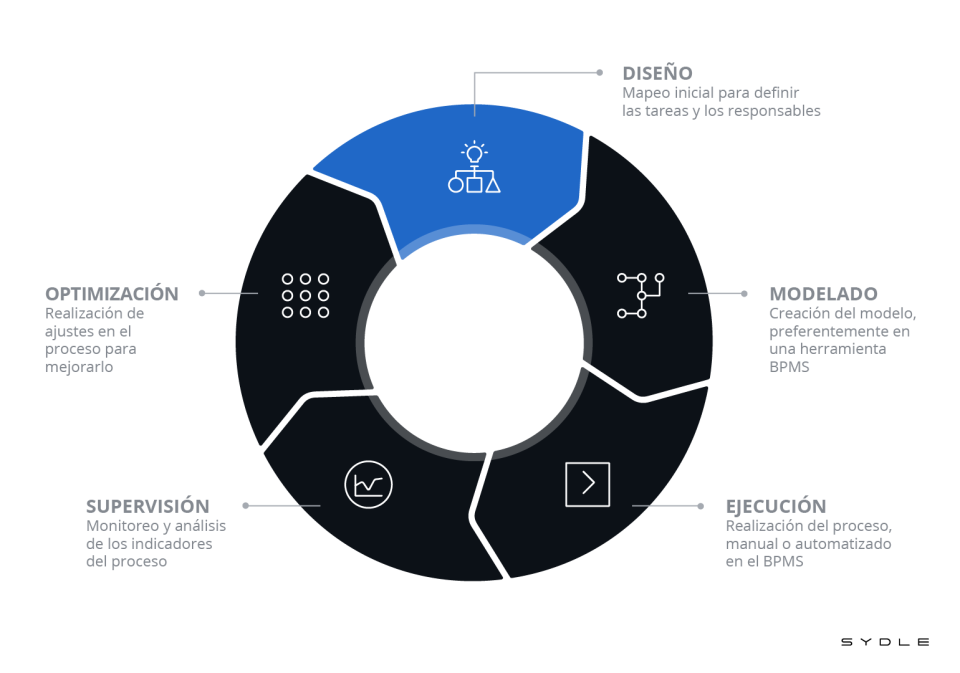 DISEÑO
Mapeo inicial para definir
las tareas y los responsables
OPTIMIZACIÓN
Realización de
ajustes en el
proceso para
mejorarlo
MODELADO
Creación del modelo,
preferentemente en
una herramienta
BPMS
SUPERVISIÓN
Monitoreo y análisis
de los indicadores
del proceso
EJECUCIÓN
Realización del proceso,
manual o automatizado
en el BPMS
SYDLE